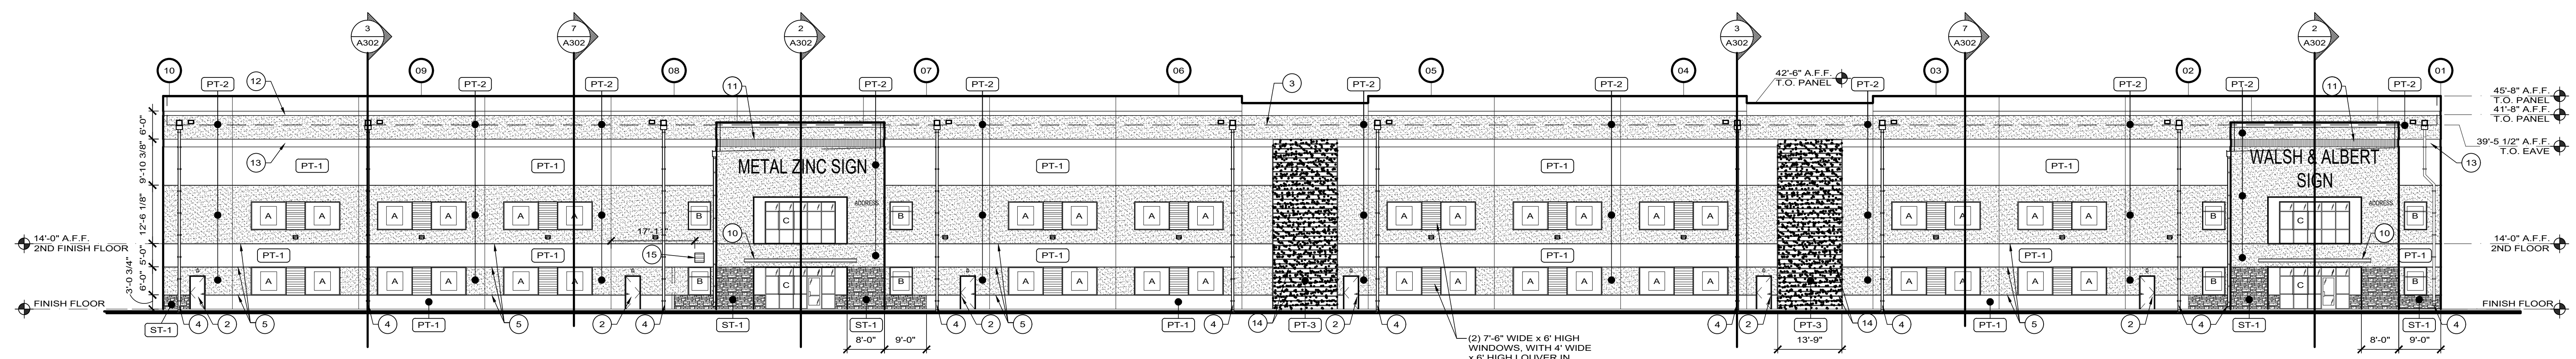 3
A302
7
A302
2
A302
3
A302
7
A302
2
A302
10
09
08
07
06
05
04
03
02
01
PT-2
12
PT-2
PT-2
11
PT-2
PT-2
3
PT-2
42'-6" A.F.F.
T.O. PANEL
PT-2
PT-2
PT-2
PT-2
11
PT-2
45'-8" A.F.F.
T.O. PANEL
41'-8" A.F.F.
T.O. PANEL
39'-5 1/2" A.F.F.
T.O. EAVE
6'-0"
9'-10 3/8"
12'-6 1/8"
5'-0"
6'-0"
3'-0 3/4"
13
PT-1
PT-1
METAL ZINC SIGN
PT-1
PT-1
PT-1
PT-1
WALSH & ALBERT
SIGN
13
A A A A A A B C ADDRESS B A A A A A A A A A A A A A A B C ADDRESS B
14'-0" A.F.F.
2ND FINISH FLOOR
17'-1"
10
15
PT-1
PT-1
PT-1
PT-1
PT-1
PT-1
10
14'-0" A.F.F.
2ND FLOOR
A A A A A A B C B A A A A A A A A A A A A A A B C B
FINISH FLOOR
FINISH FLOOR
ST-1
4
2
5
4
PT-1
5
2
4
ST-1
ST-1
4
2
5
PT-1
4
14
PT-3
2
4
4
2
PT-3
14
4
PT-1
5
2
4
ST-1
ST-1
4
8'-0"
9'-0"
13'-9"
8'-0"
9'-0"
(2) 7'-6" WIDE x 6' HIGH
WINDOWS, WITH 4' WIDE
x 6' HIGH LOUVER IN